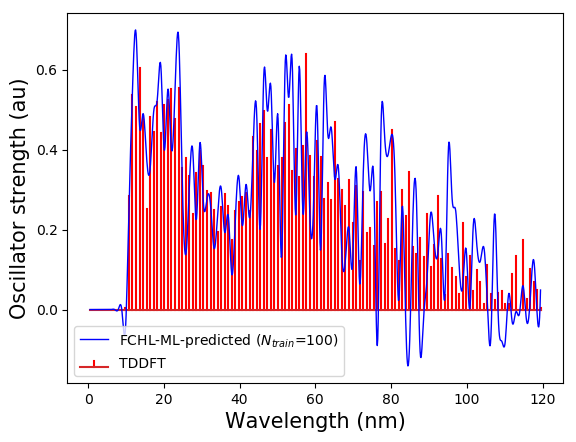 Oscillator strength (au)
0.6
0.4
0.2
0.0
FCHL-ML-predicted (N_train=100)
TDDFT
0 20 40 60 80 100 120
Wavelength (nm)